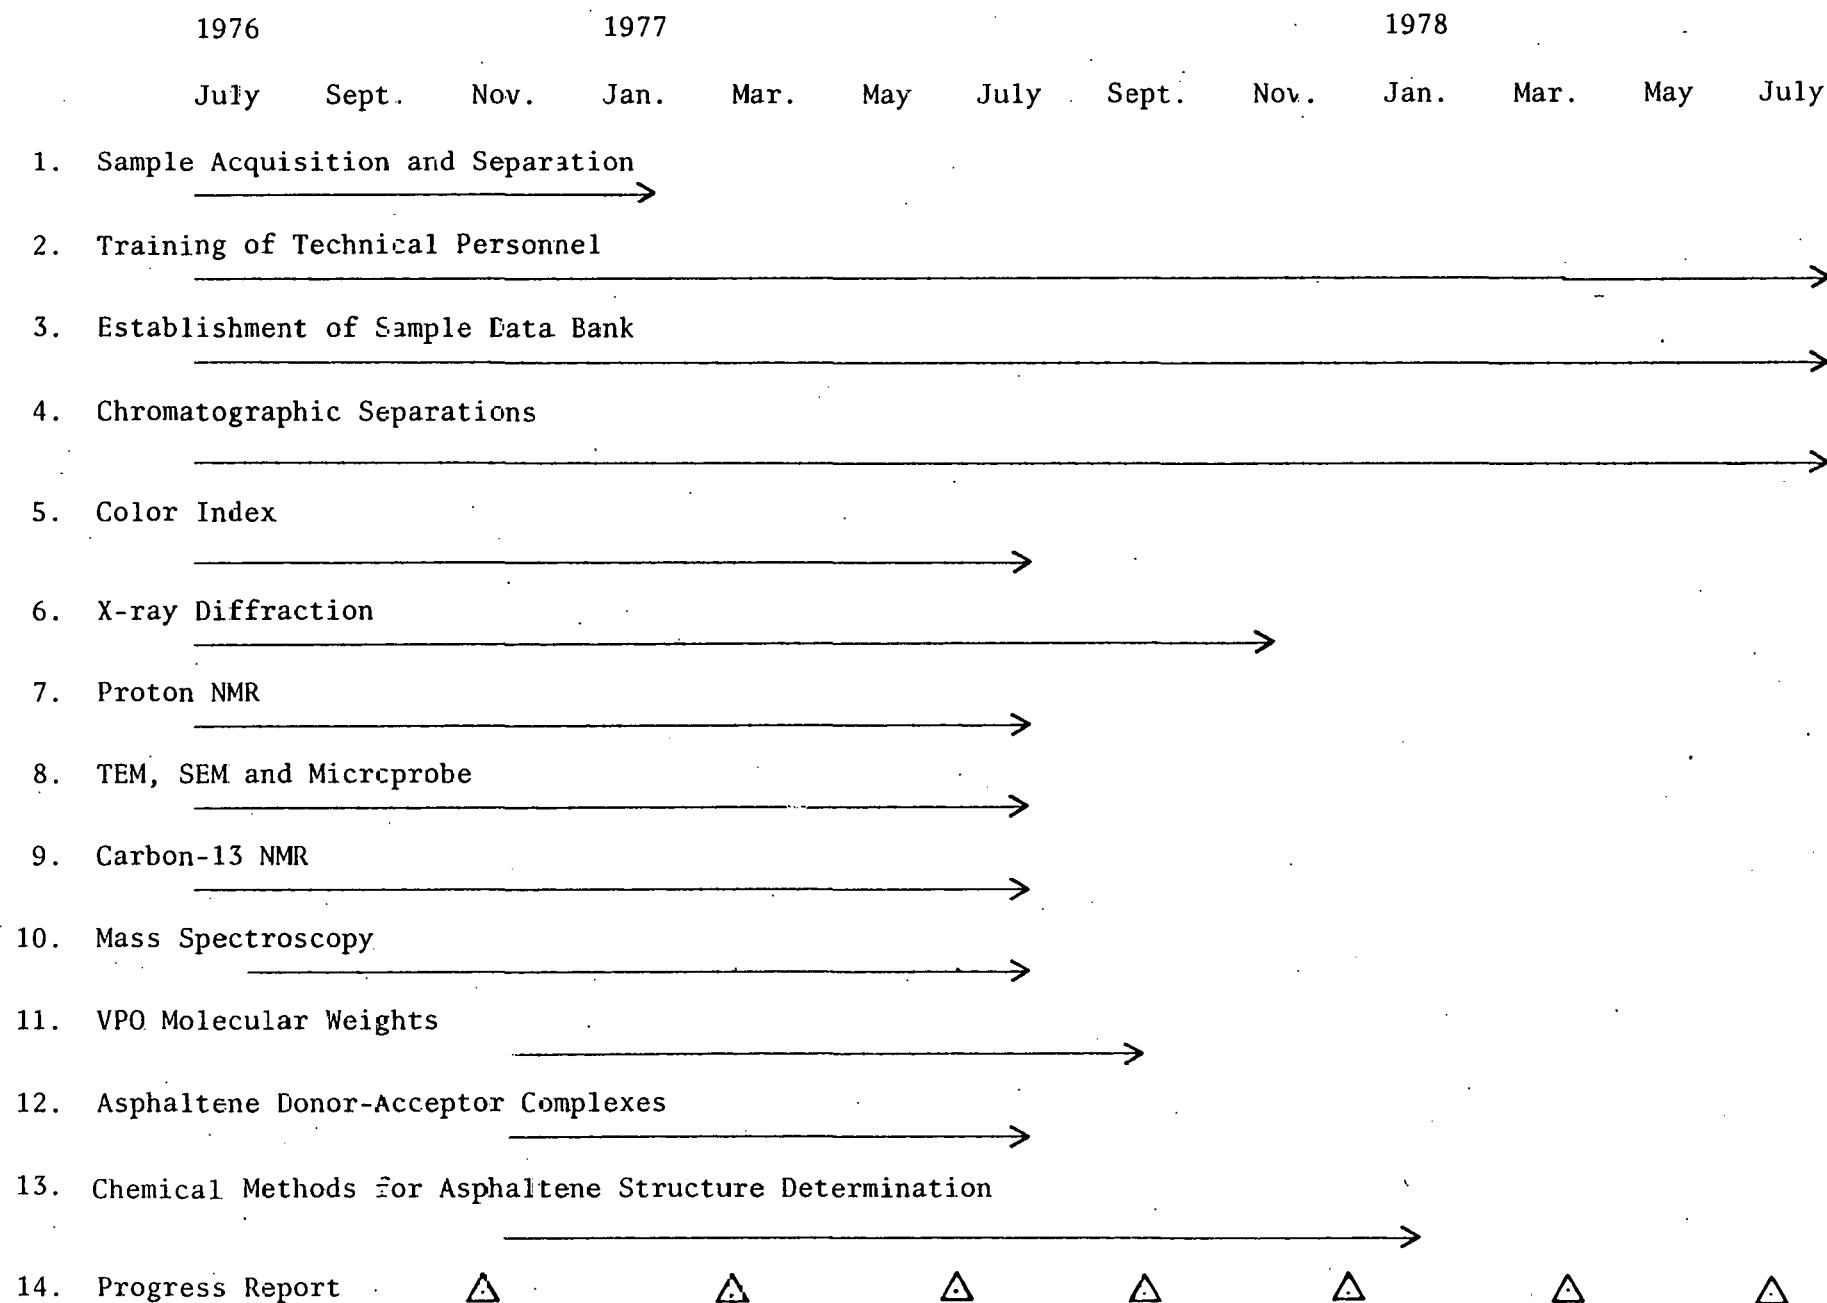 1976 1977 1978
July Sept. Nov. Jan. Mar. May July Sept. Nov. Jan. Mar. May July
1. Sample Acquisition and Separation
2. Training of Technical Personnel
3. Establishment of Sample Data Bank
4. Chromatographic Separations
5. Color Index
6. X-ray Diffraction
7. Proton NMR
8. TEM, SEM and Microprobe
9. Carbon-13 NMR
10. Mass Spectroscopy
11. VPO Molecular Weights
12. Asphaltene Donor-Acceptor Complexes
13. Chemical Methods for Asphaltene Structure Determination
14. Progress Report